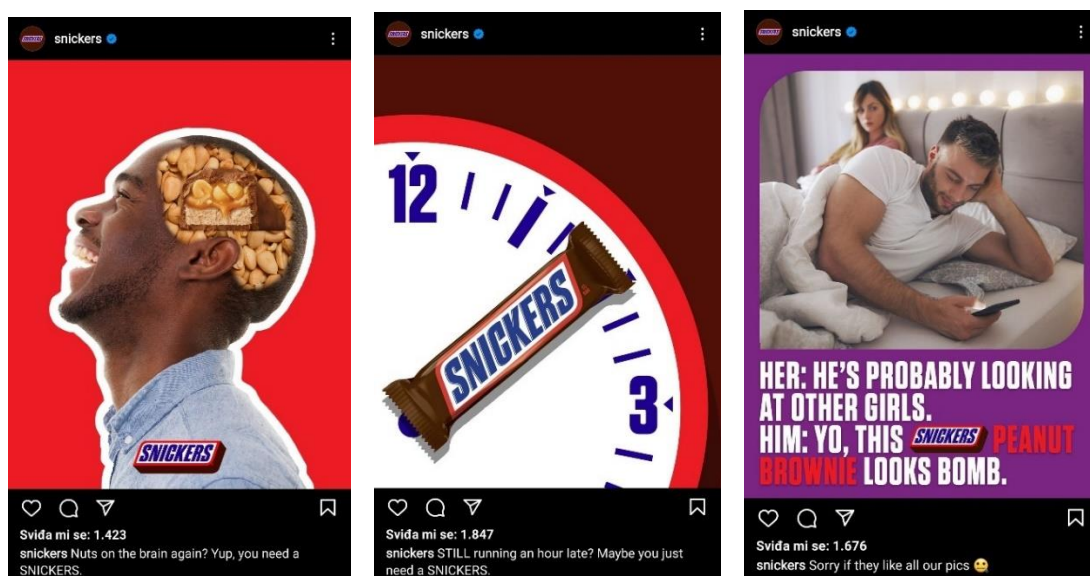 snickers
SNICKERS
SNICKERS
Sviđa mi se: 1.423
snickers Nuts on the brain again? Yup, you need a
SNICKERS.
snickers
12
3
SNICKERS
Sviđa mi se: 1.847
snickers STILL running an hour late? Maybe you just
need a SNICKERS.
snickers
HER: HE'S PROBABLY LOOKING
AT OTHER GIRLS.
HIM: YO, THIS SNICKERS PEANUT
BROWNIE LOOKS BOMB.
Sviđa mi se: 1.676
snickers Sorry if they like all our pics 🤐